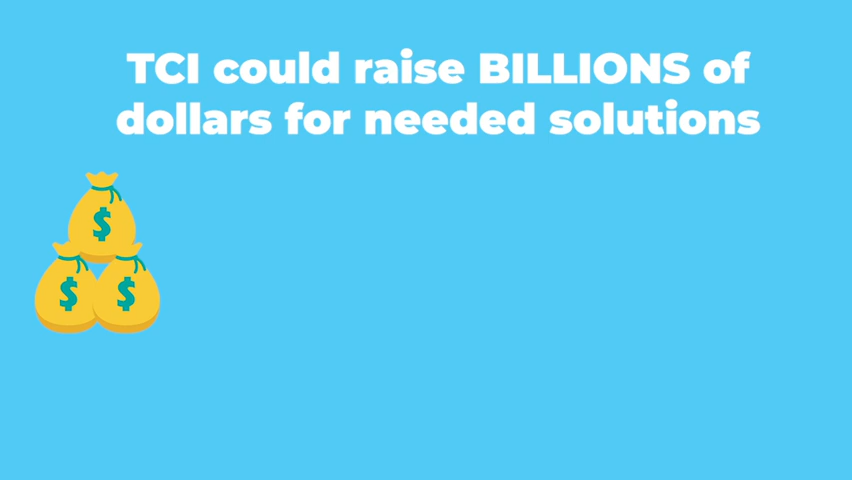 TCI could raise BILLIONS of
dollars for needed solutions
$
$ $